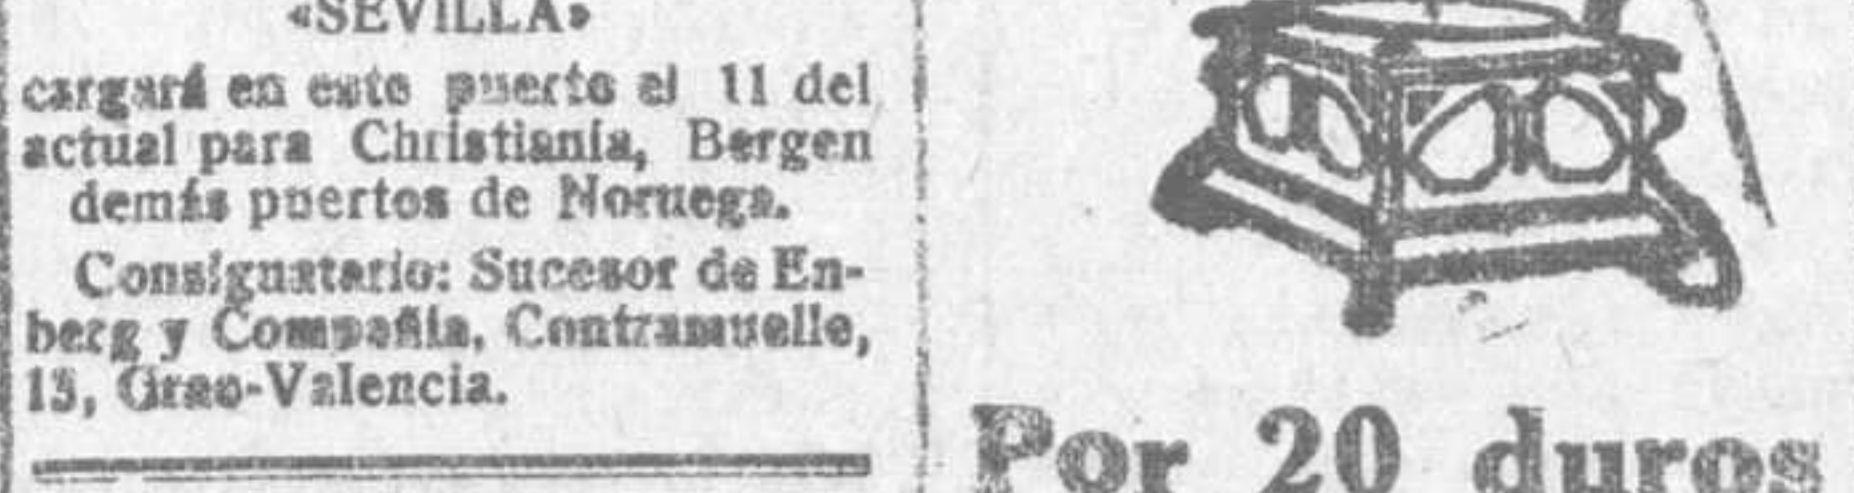 «SEVILLA»
cargará en este puerto el 11 del
actual para Christianía, Bergen
demás puertos de Noruega.
Consignatario: Sucesor de En-
berg y Compañía, Contramuelle,
13, Grao-Valencia.
Por 20 duros